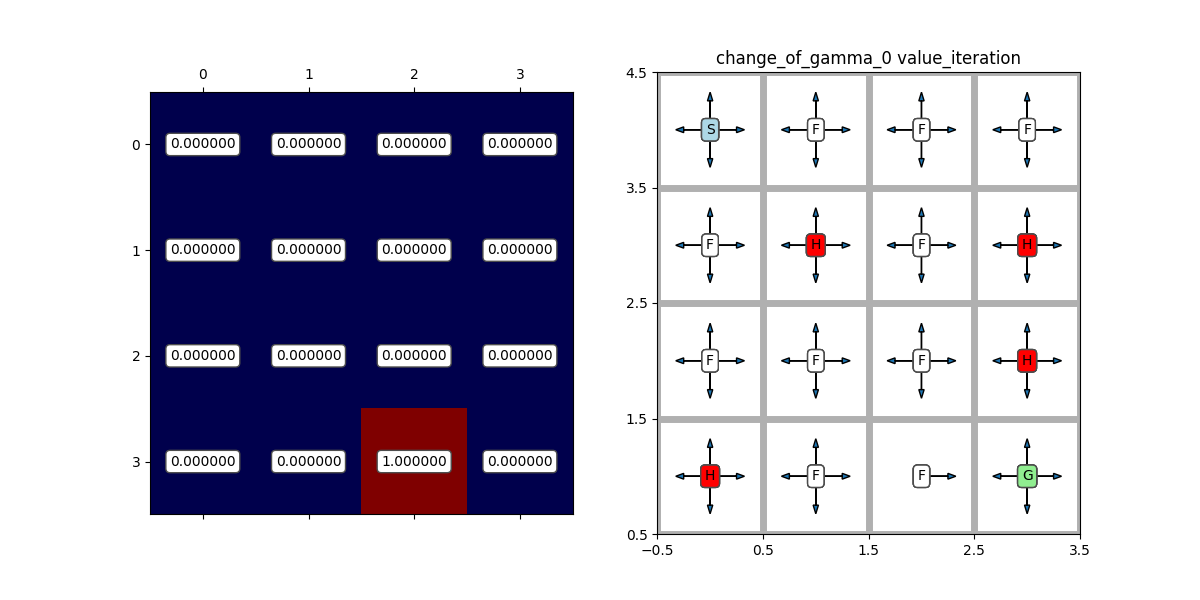 change_of_gamma_0 value_iteration
0 1 2 3
0 0.000000 0.000000 0.000000 0.000000
1 0.000000 0.000000 0.000000 0.000000
2 0.000000 0.000000 0.000000 0.000000
3 0.000000 0.000000 1.000000 0.000000
4.5
S F F F
3.5
F H F H
2.5
F F F H
1.5
H F F G
0.5
−0.5 0.5 1.5 2.5 3.5